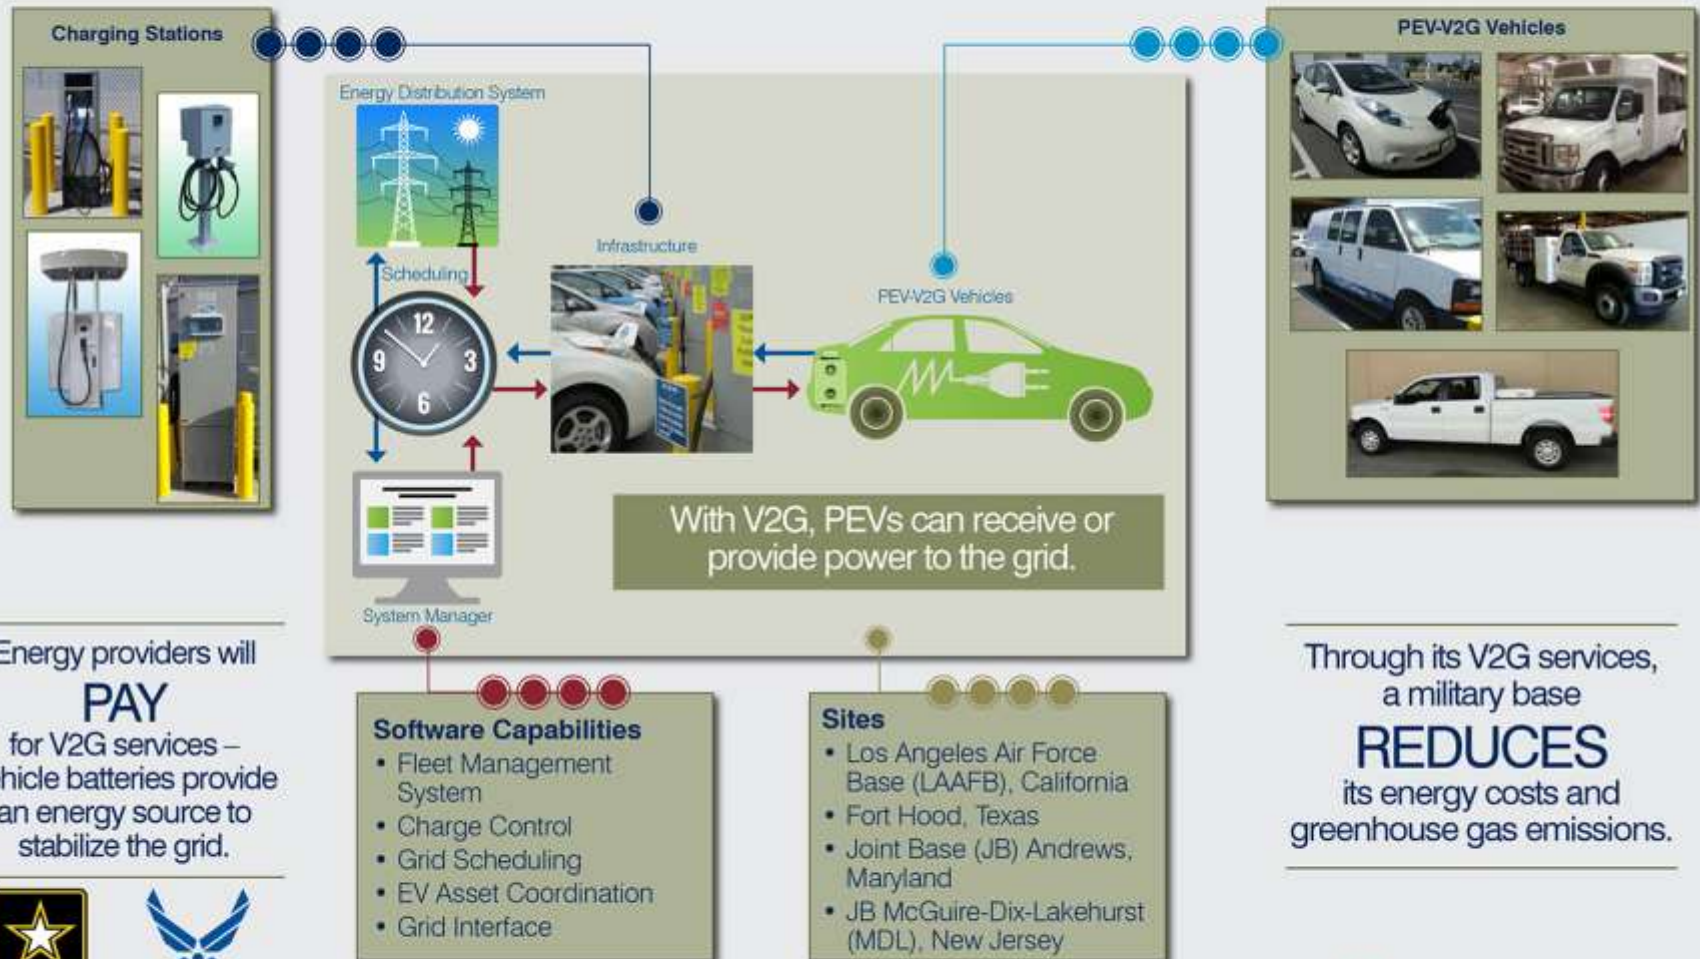 Charging Stations
PEV-V2G Vehicles
Energy Distribution System
Scheduling
12
9
3
6
Infrastructure
PEV-V2G Vehicles
With V2G, PEVs can receive or
provide power to the grid.
System Manager
Energy providers will
PAY
for V2G services –
hicle batteries provide
an energy source to
stabilize the grid.
Software Capabilities
• Fleet Management
System
• Charge Control
• Grid Scheduling
• EV Asset Coordination
• Grid Interface
Sites
• Los Angeles Air Force
Base (LAAFB), California
• Fort Hood, Texas
• Joint Base (JB) Andrews,
Maryland
• JB McGuire-Dix-Lakehurst
(MDL), New Jersey
Through its V2G services,
a military base
REDUCES
its energy costs and
greenhouse gas emissions.